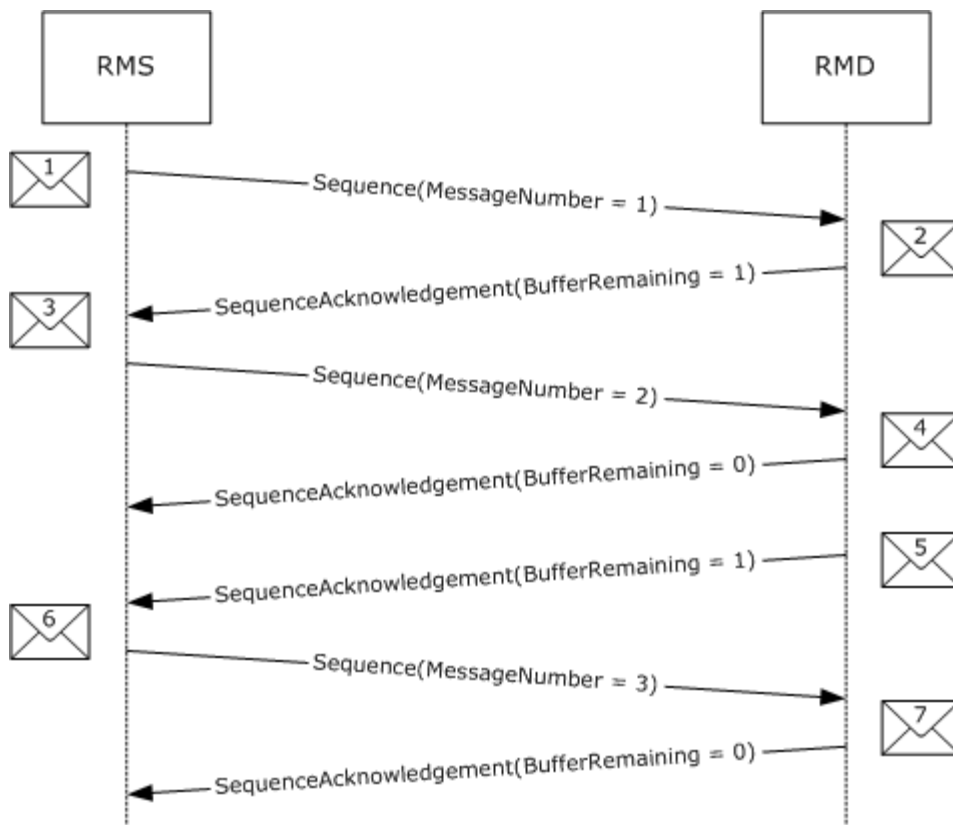 RMS
RMD
1
Sequence(MessageNumber = 1)
2
SequenceAcknowledgement(BufferRemaining = 1)
3
Sequence(MessageNumber = 2)
4
SequenceAcknowledgement(BufferRemaining = 0)
5
SequenceAcknowledgement(BufferRemaining = 1)
6
Sequence(MessageNumber = 3)
7
SequenceAcknowledgement(BufferRemaining = 0)